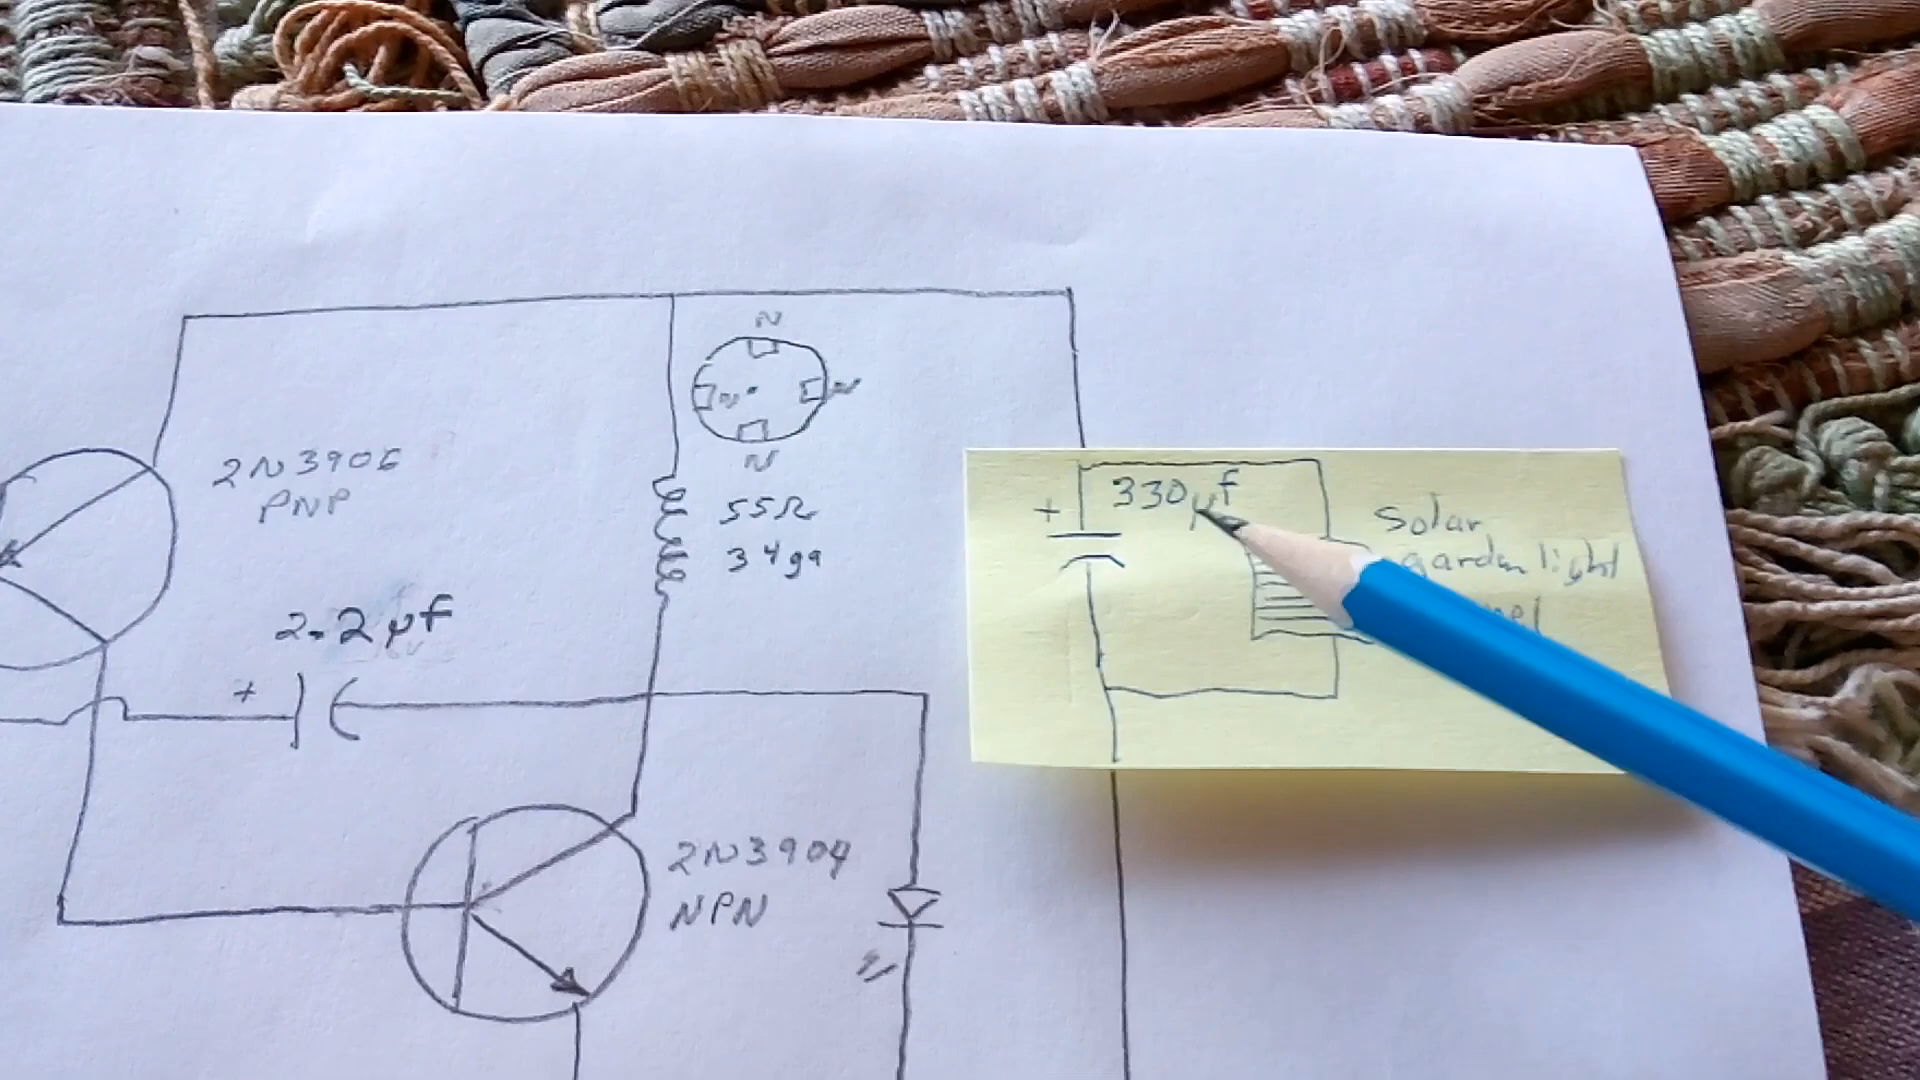 N
N
N
N
2N3906
PNP
55Ω
34ga
+
330µf
Solar
garden light
2.2µf
+
2N3904
NPN